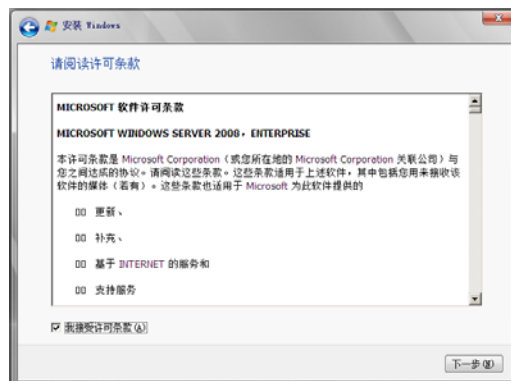 安装 Windows
请阅读许可条款
MICROSOFT 软件许可条款
MICROSOFT WINDOWS SERVER 2008，ENTERPRISE
本许可条款是 Microsoft Corporation（或您所在地的 Microsoft Corporation 关联公司）与
您之间达成的协议。请阅读这些条款。这些条款适用于上述软件，其中包括您用来接收该
软件的媒体（若有）。这些条款也适用于 Microsoft 为此软件提供的
更新、
补充、
基于 INTERNET 的服务和
支持服务
我接受许可条款(A)
下一步(N)